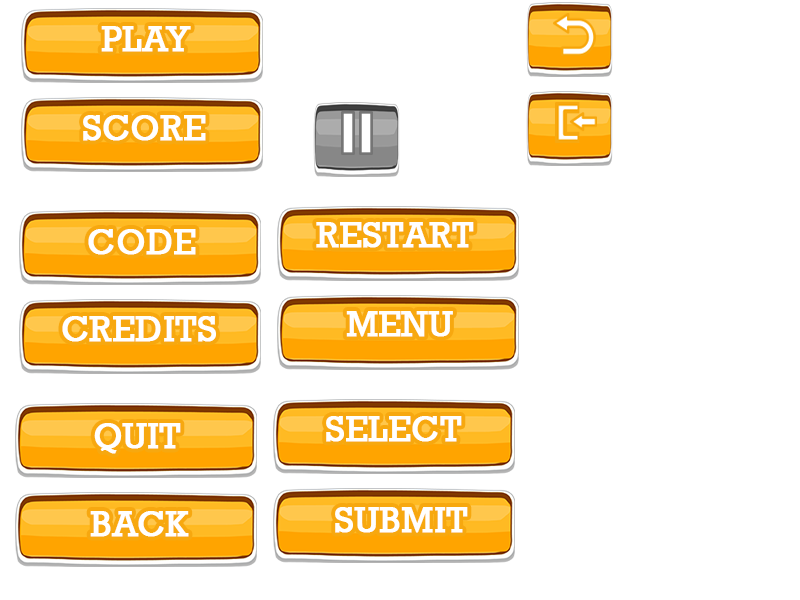 PLAY
SCORE
CODE
RESTART
CREDITS
MENU
QUIT
SELECT
BACK
SUBMIT